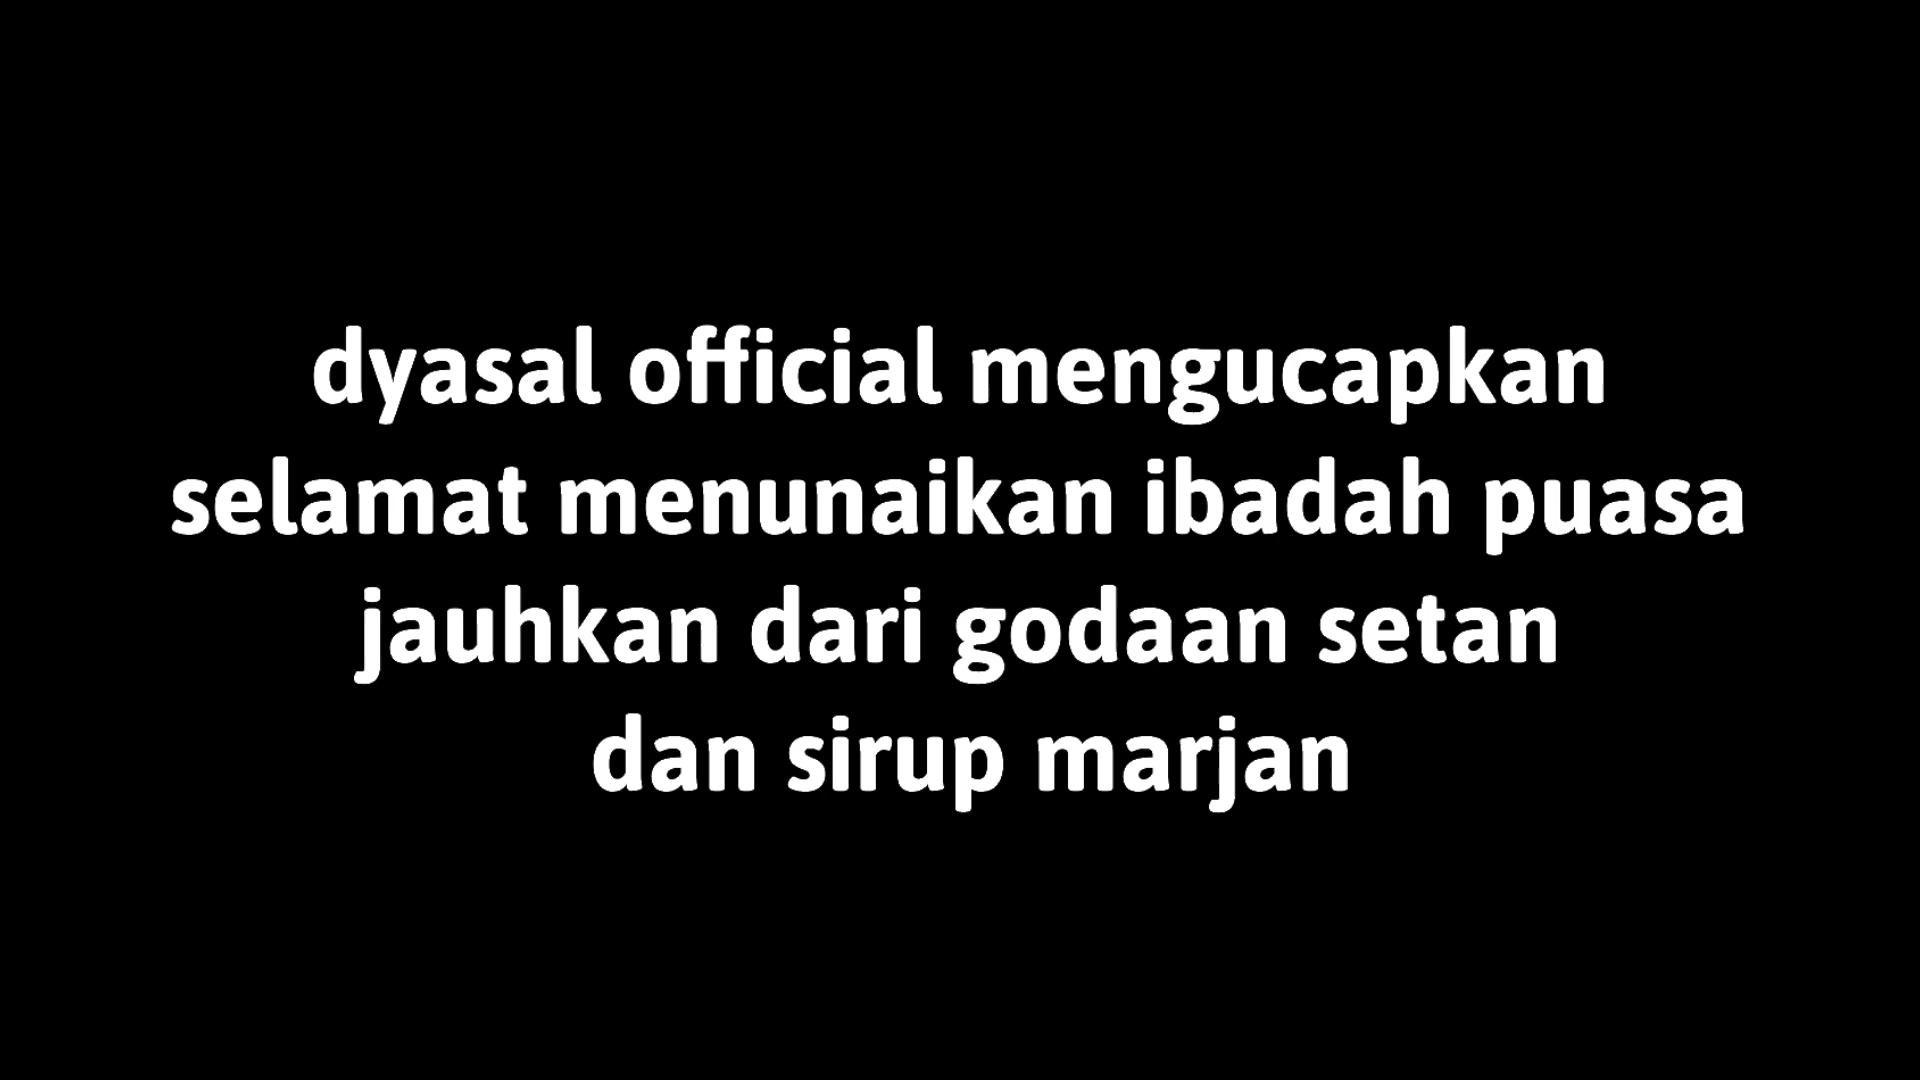 dyasal official mengucapkan
selamat menunaikan ibadah puasa
jauhkan dari godaan setan
dan sirup marjan